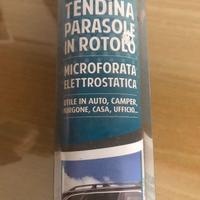 TENDINA
PARASOLE
IN ROTOLO
MICROFORATA
ELETTROSTATICA
UTILE IN AUTO, CAMPER,
FURGONE, CASA, UFFICIO...